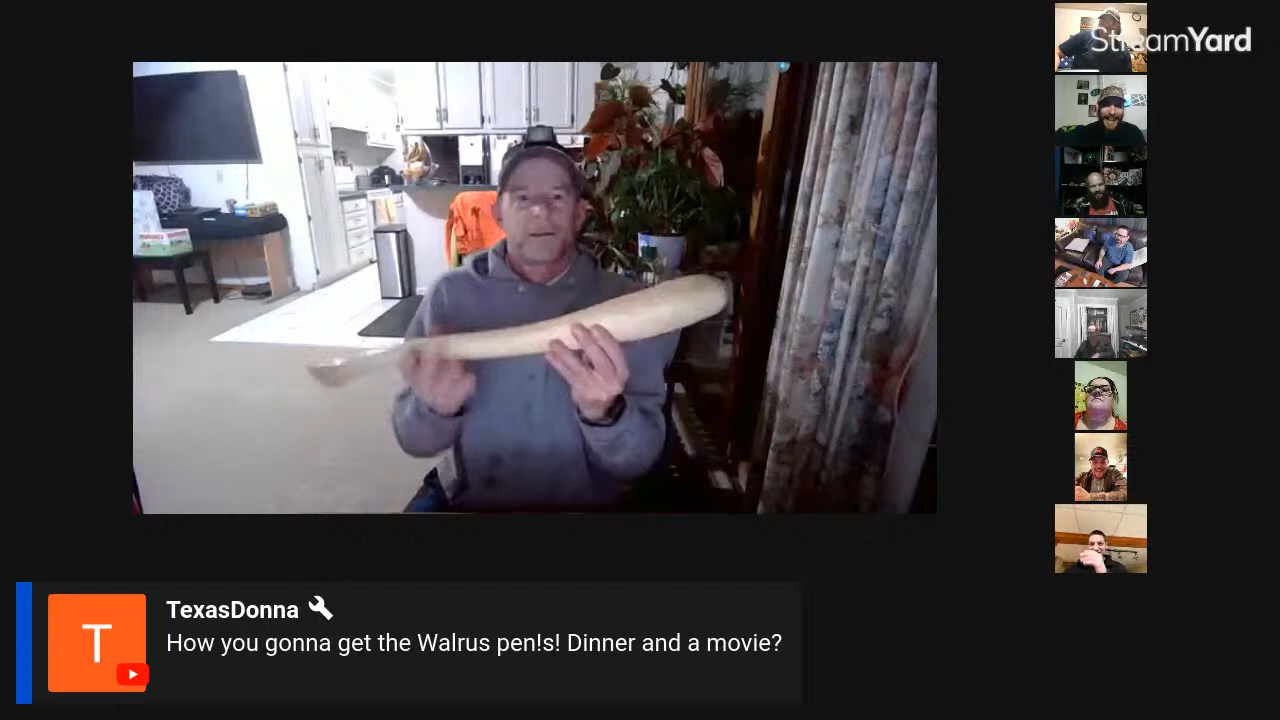 StreamYard
T
TexasDonna
How you gonna get the Walrus pen!s! Dinner and a movie?